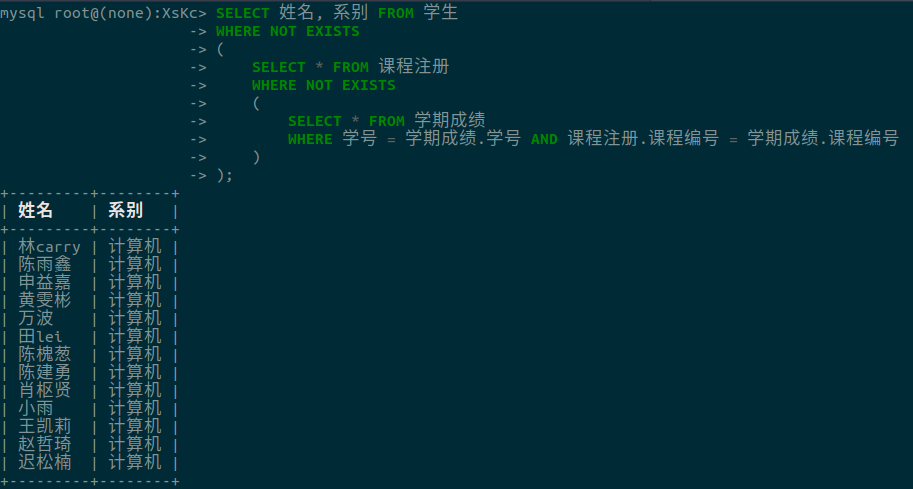 mysql root@(none):XsKc> SELECT 姓名, 系别 FROM 学生
-> WHERE NOT EXISTS
-> (
-> SELECT * FROM 课程注册
-> WHERE NOT EXISTS
-> (
-> SELECT * FROM 学期成绩
-> WHERE 学号 = 学期成绩.学号 AND 课程注册.课程编号 = 学期成绩.课程编号
-> )
-> );
+---------+--------+
| 姓名 | 系别 |
+---------+--------+
| 林carry | 计算机 |
| 陈雨鑫 | 计算机 |
| 申益嘉 | 计算机 |
| 黄雯彬 | 计算机 |
| 万波 | 计算机 |
| 田lei | 计算机 |
| 陈槐葱 | 计算机 |
| 陈建勇 | 计算机 |
| 肖枢贤 | 计算机 |
| 小雨 | 计算机 |
| 王凯莉 | 计算机 |
| 赵哲琦 | 计算机 |
| 迟松楠 | 计算机 |
+---------+--------+